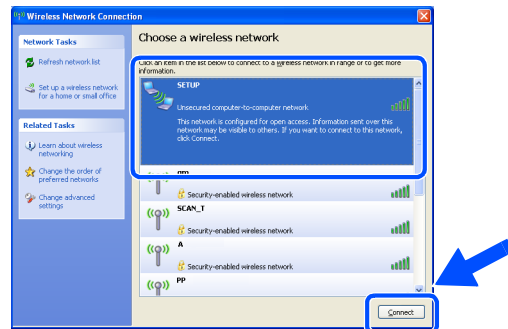 Wireless Network Connection
Network Tasks
Refresh network list
Set up a wireless network
for a home or small office
Related Tasks
Learn about wireless
networking
Change the order of
preferred networks
Change advanced
settings
Choose a wireless network
Click an item in the list below to connect to a wireless network in range or to get more
information.
SETUP
Unsecured computer-to-computer network
This network is configured for open access. Information sent over this
network may be visible to others. If you want to connect to this network,
click Connect.
Security-enabled wireless network
SCAN_T
Security-enabled wireless network
A
Security-enabled wireless network
PP
Connect